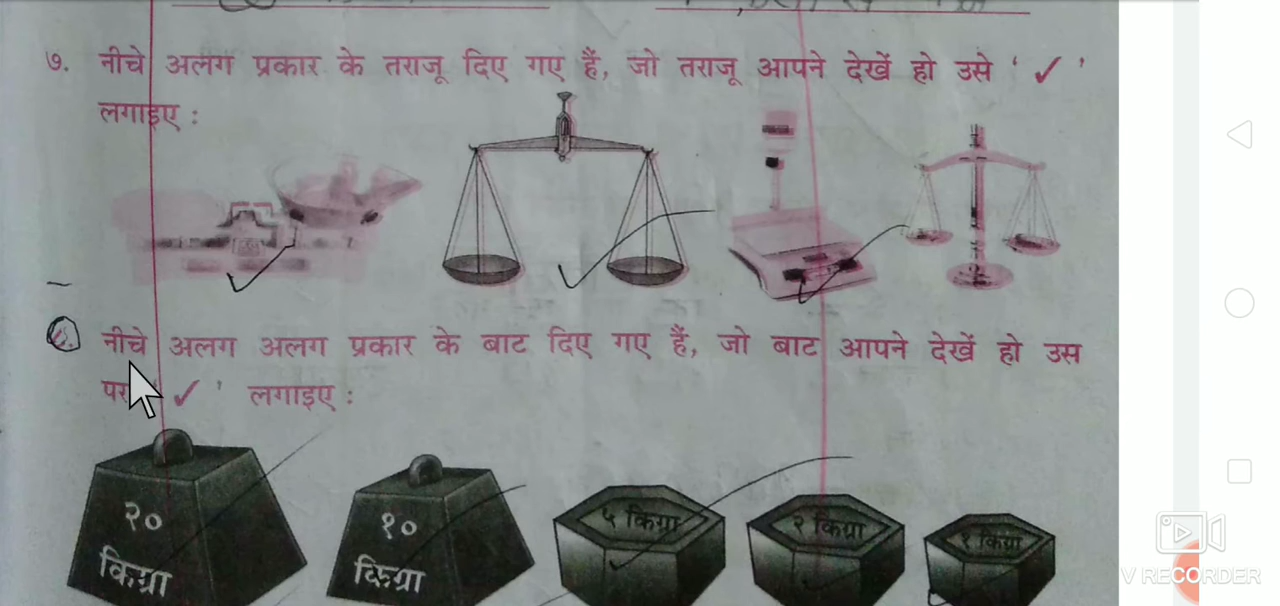 ७. नीचे अलग प्रकार के तराजू दिए गए हैं, जो तराजू आपने देखें हो उसे ' ✓ '
लगाइए :
नीचे अलग अलग प्रकार के बाट दिए गए हैं, जो बाट आपने देखें हो उस
पर ✓ ' लगाइए :
२० किग्रा
१० किग्रा
५ किग्रा
२ किग्रा
१ किग्रा
V RECORDER